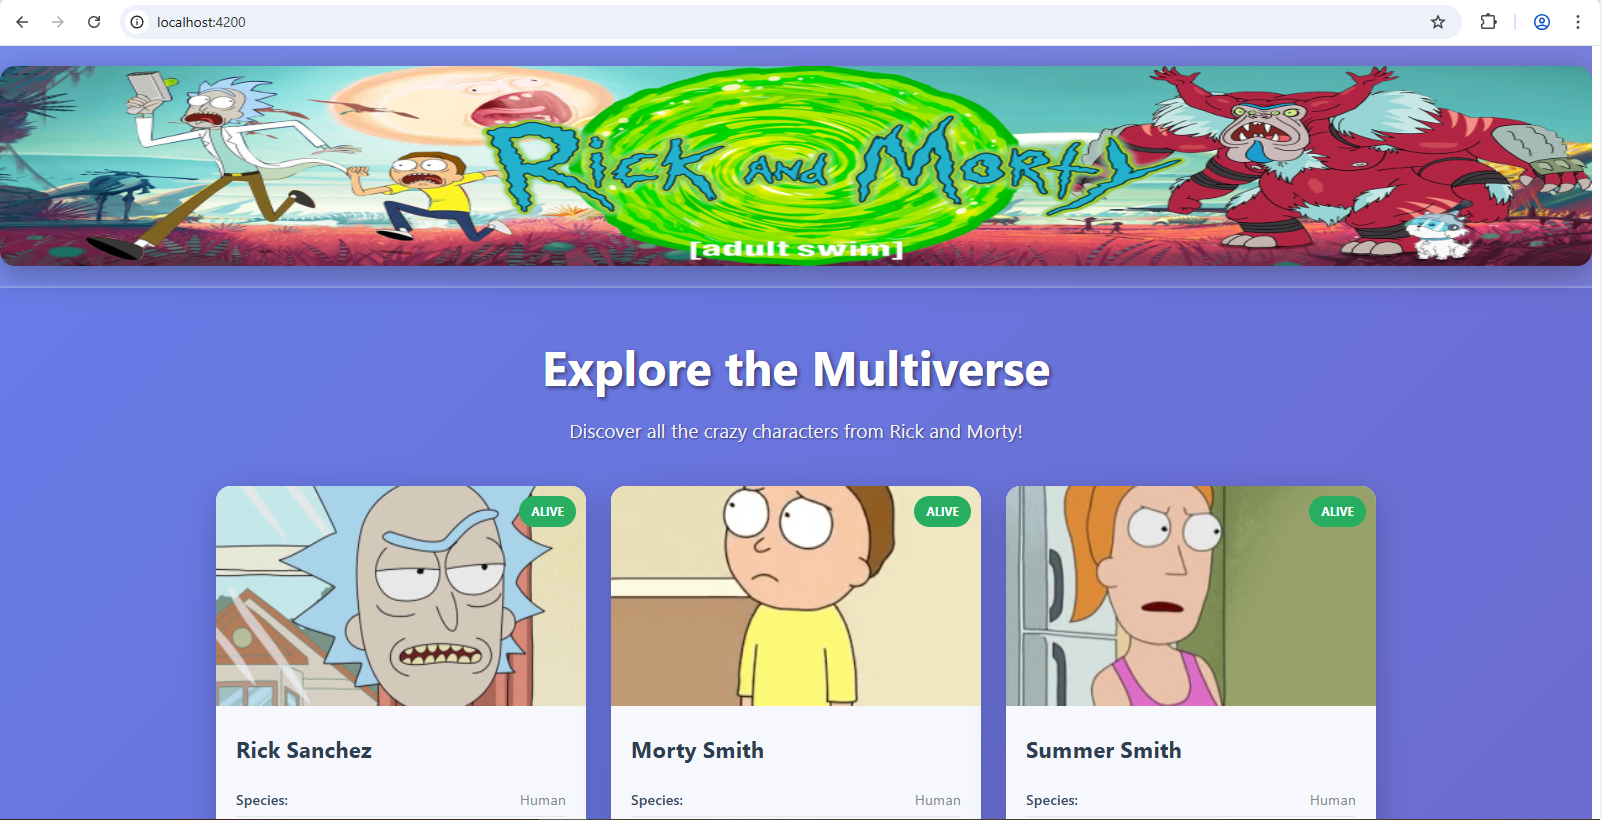 localhost:4200
Rick and Morty
[adult swim]
Explore the Multiverse
Discover all the crazy characters from Rick and Morty!
ALIVE
ALIVE
ALIVE
Rick Sanchez
Morty Smith
Summer Smith
Species: Human
Species: Human
Species: Human